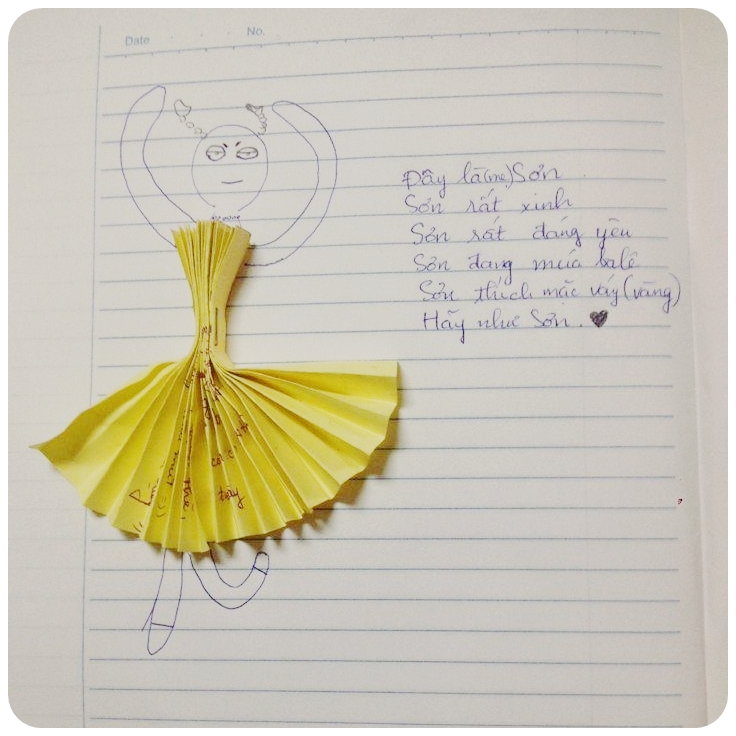 Date No.
Đây là (mẹ) Sơn
Sơn rất xinh
Sơn rất đáng yêu
Sơn đang múa balê
Sơn thích mặc váy (vàng)
Hãy như Sơn. ♥
đây